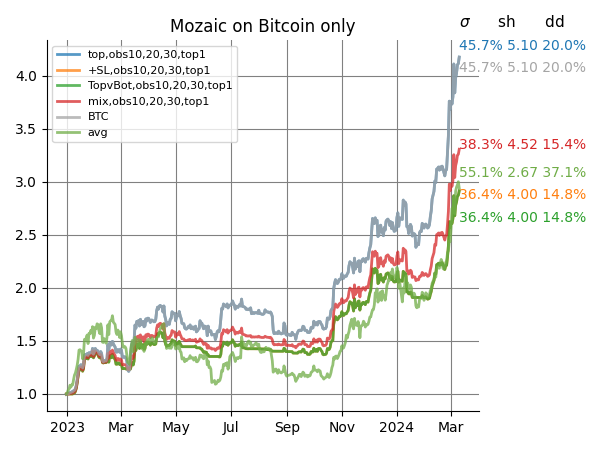 Mozaic on Bitcoin only
σ sh dd
top,obs10,20,30,top1
+SL,obs10,20,30,top1
TopvBot,obs10,20,30,top1
mix,obs10,20,30,top1
BTC
avg
45.7% 5.10 20.0%
45.7% 5.10 20.0%
38.3% 4.52 15.4%
55.1% 2.67 37.1%
36.4% 4.00 14.8%
36.4% 4.00 14.8%
4.0
3.5
3.0
2.5
2.0
1.5
1.0
2023 Mar May Jul Sep Nov 2024 Mar